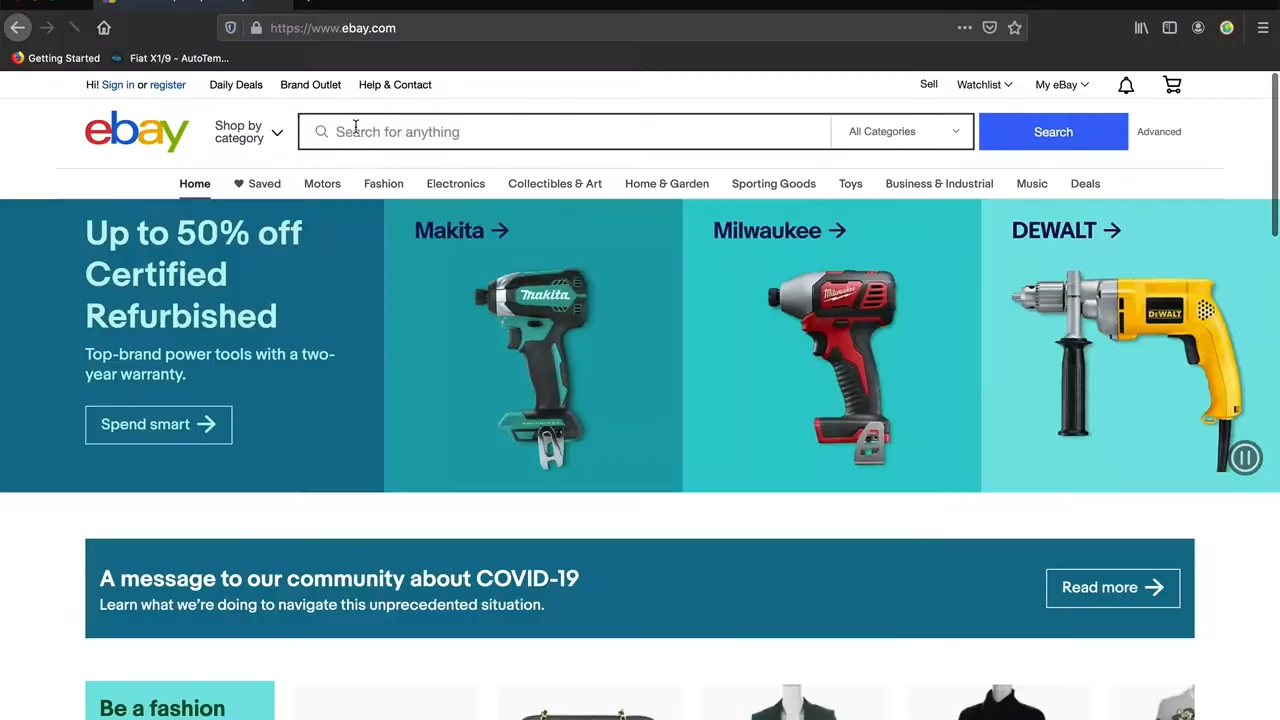 https://www.ebay.com
Getting Started Fiat X1/9 - AutoTem...
Hi! Sign in or register Daily Deals Brand Outlet Help & Contact Sell Watchlist My eBay
ebay Shop by category Search for anything All Categories Search Advanced
Home Saved Motors Fashion Electronics Collectibles & Art Home & Garden Sporting Goods Toys Business & Industrial Music Deals
Up to 50% off
Certified
Refurbished
Top-brand power tools with a two-
year warranty.
Spend smart
Makita
makita
Milwaukee
Milwaukee
DEWALT
DEWALT
A message to our community about COVID-19
Learn what we're doing to navigate this unprecedented situation.
Read more
Be a fashion